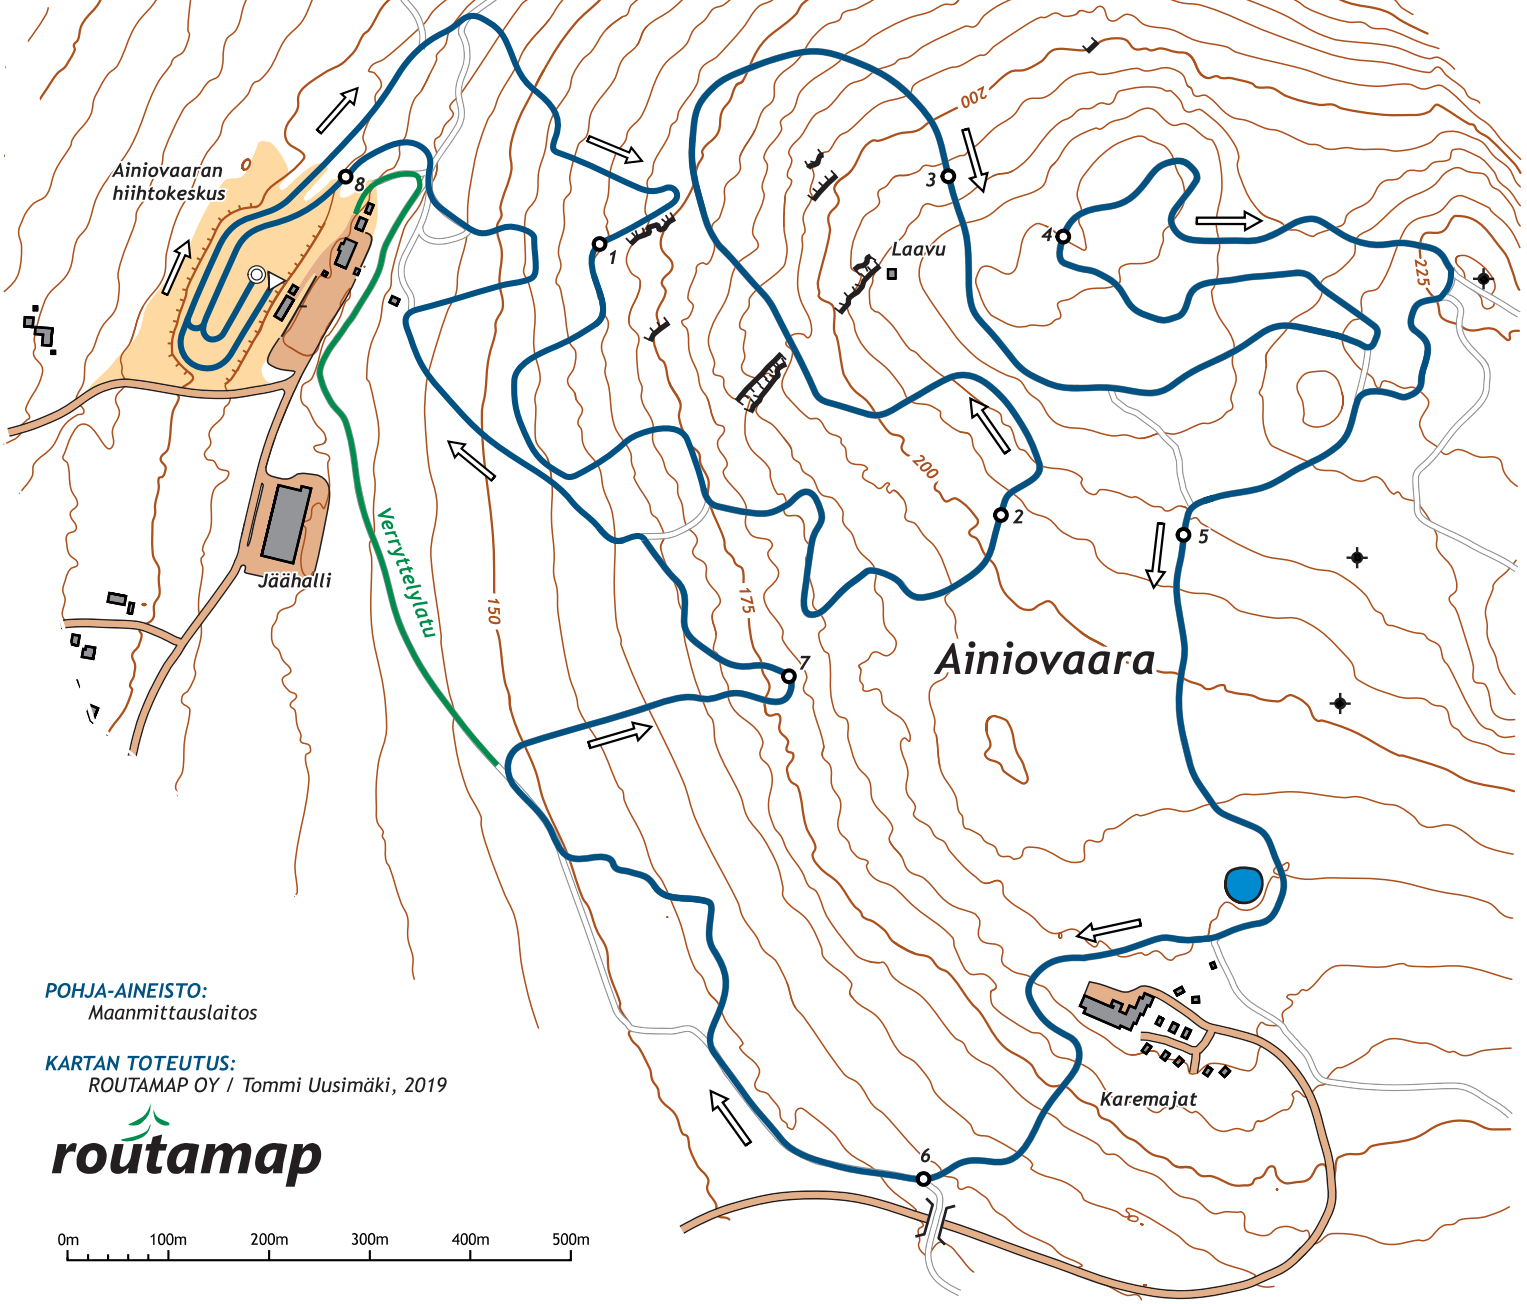 200
Ainiovaaran
hiihtokeskus
8
3
4
Laavu
1
225
200
2
5
Jäähalli
Verryttelylatu
150
175
Ainiovaara
7
POHJA-AINEISTO:
Maanmittauslaitos
KARTAN TOTEUTUS:
ROUTAMAP OY / Tommi Uusimäki, 2019
Karemajat
routamap
6
0m 100m 200m 300m 400m 500m